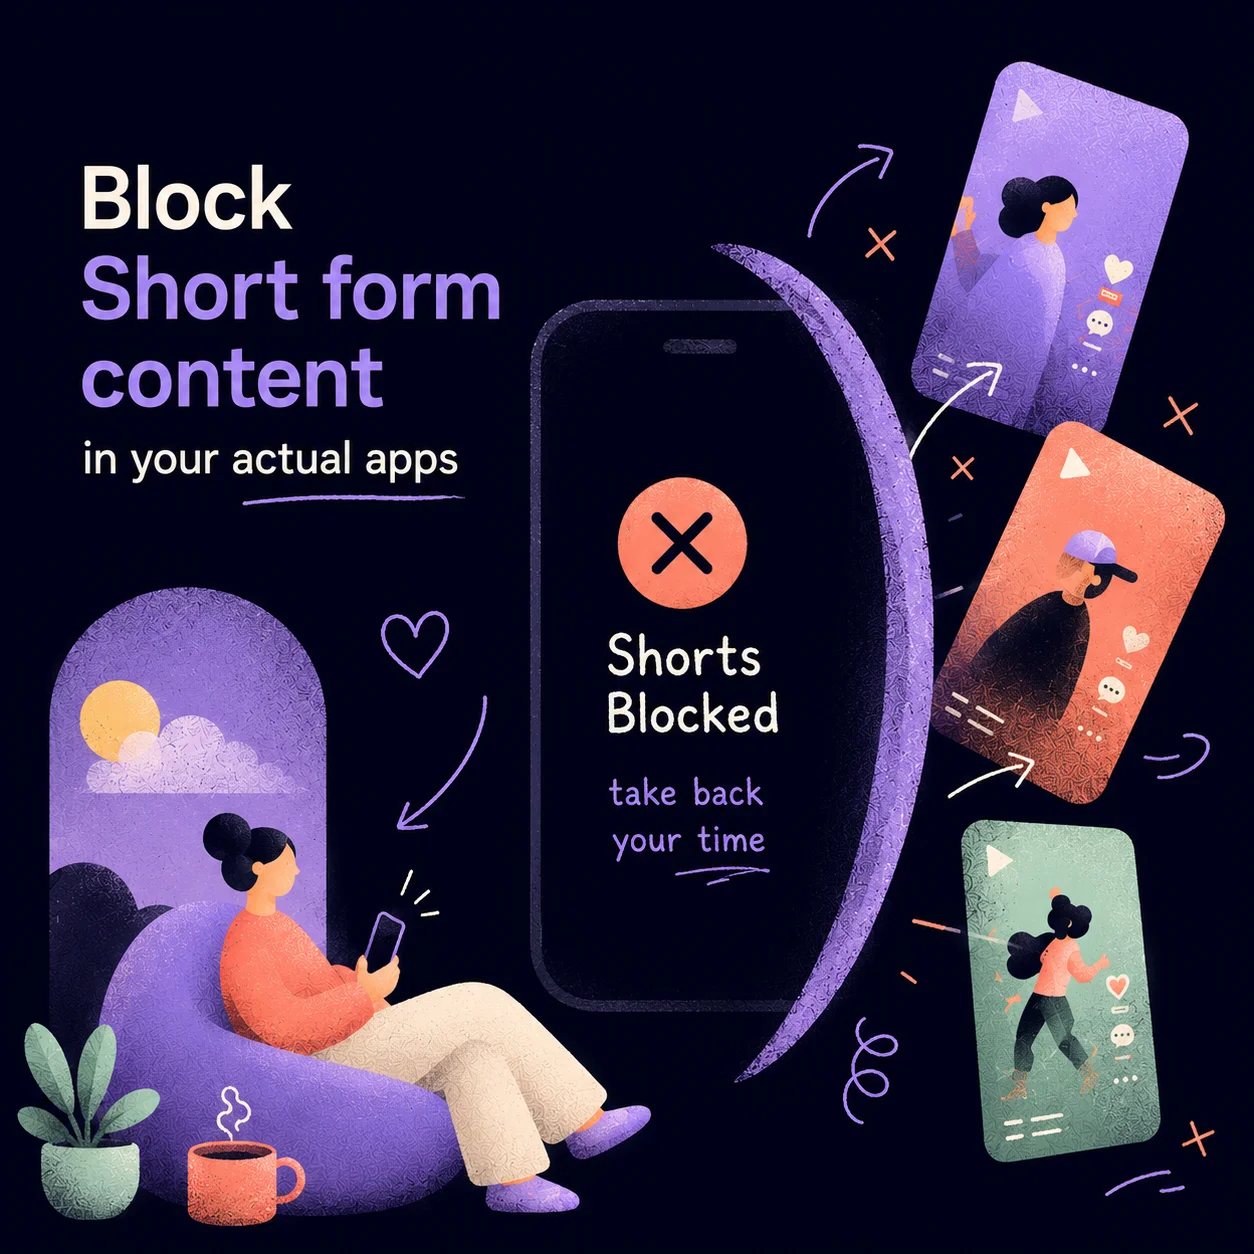 Block
Short form
content
in your actual apps
Shorts
Blocked
take back
your time